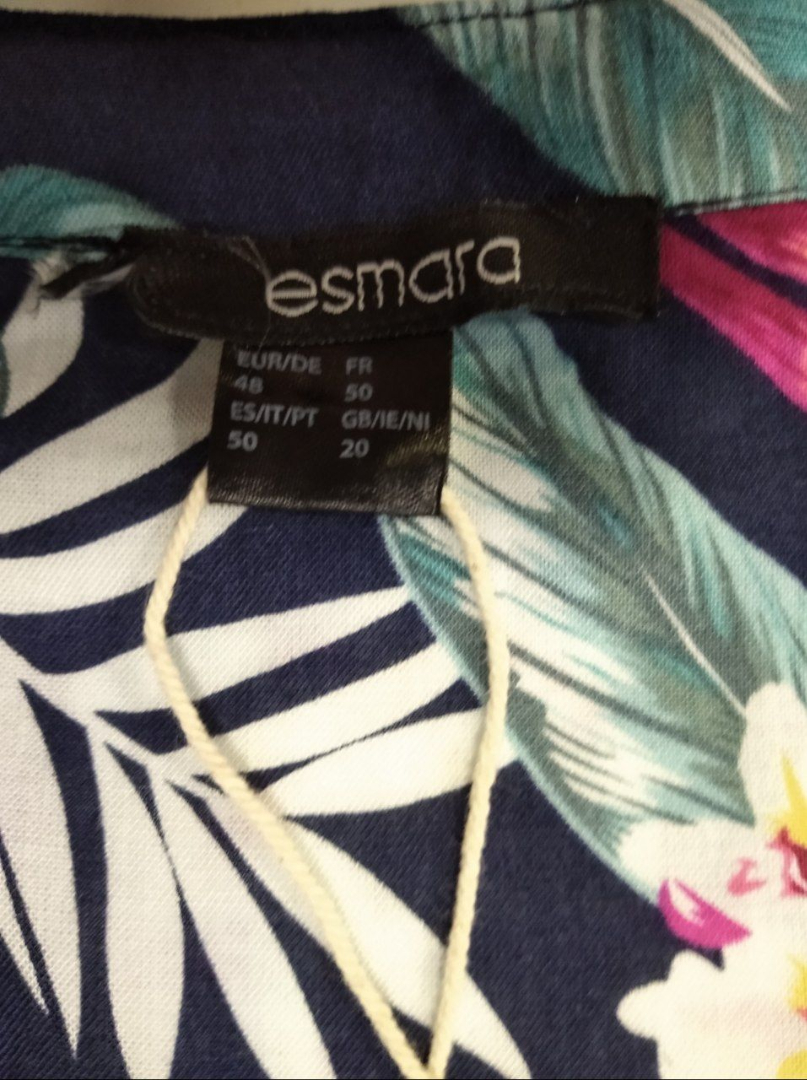 esmara
EUR/DE FR
48 50
ES/IT/PT GB/IE/NI
50 20